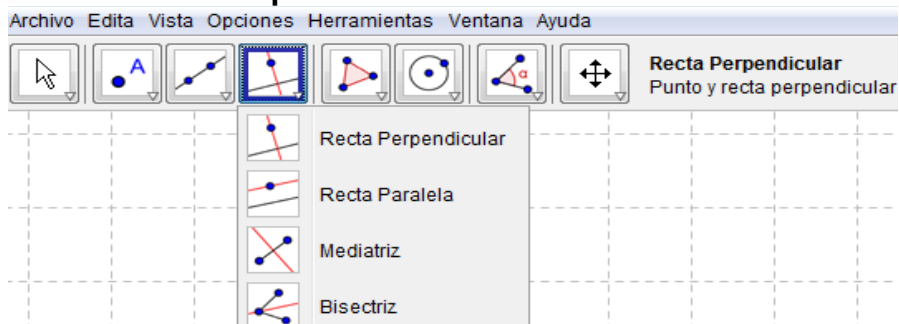 Archivo Edita Vista Opciones Herramientas Ventana Ayuda
A
α
Recta Perpendicular
Punto y recta perpendicular
Recta Perpendicular
Recta Paralela
Mediatriz
Bisectriz